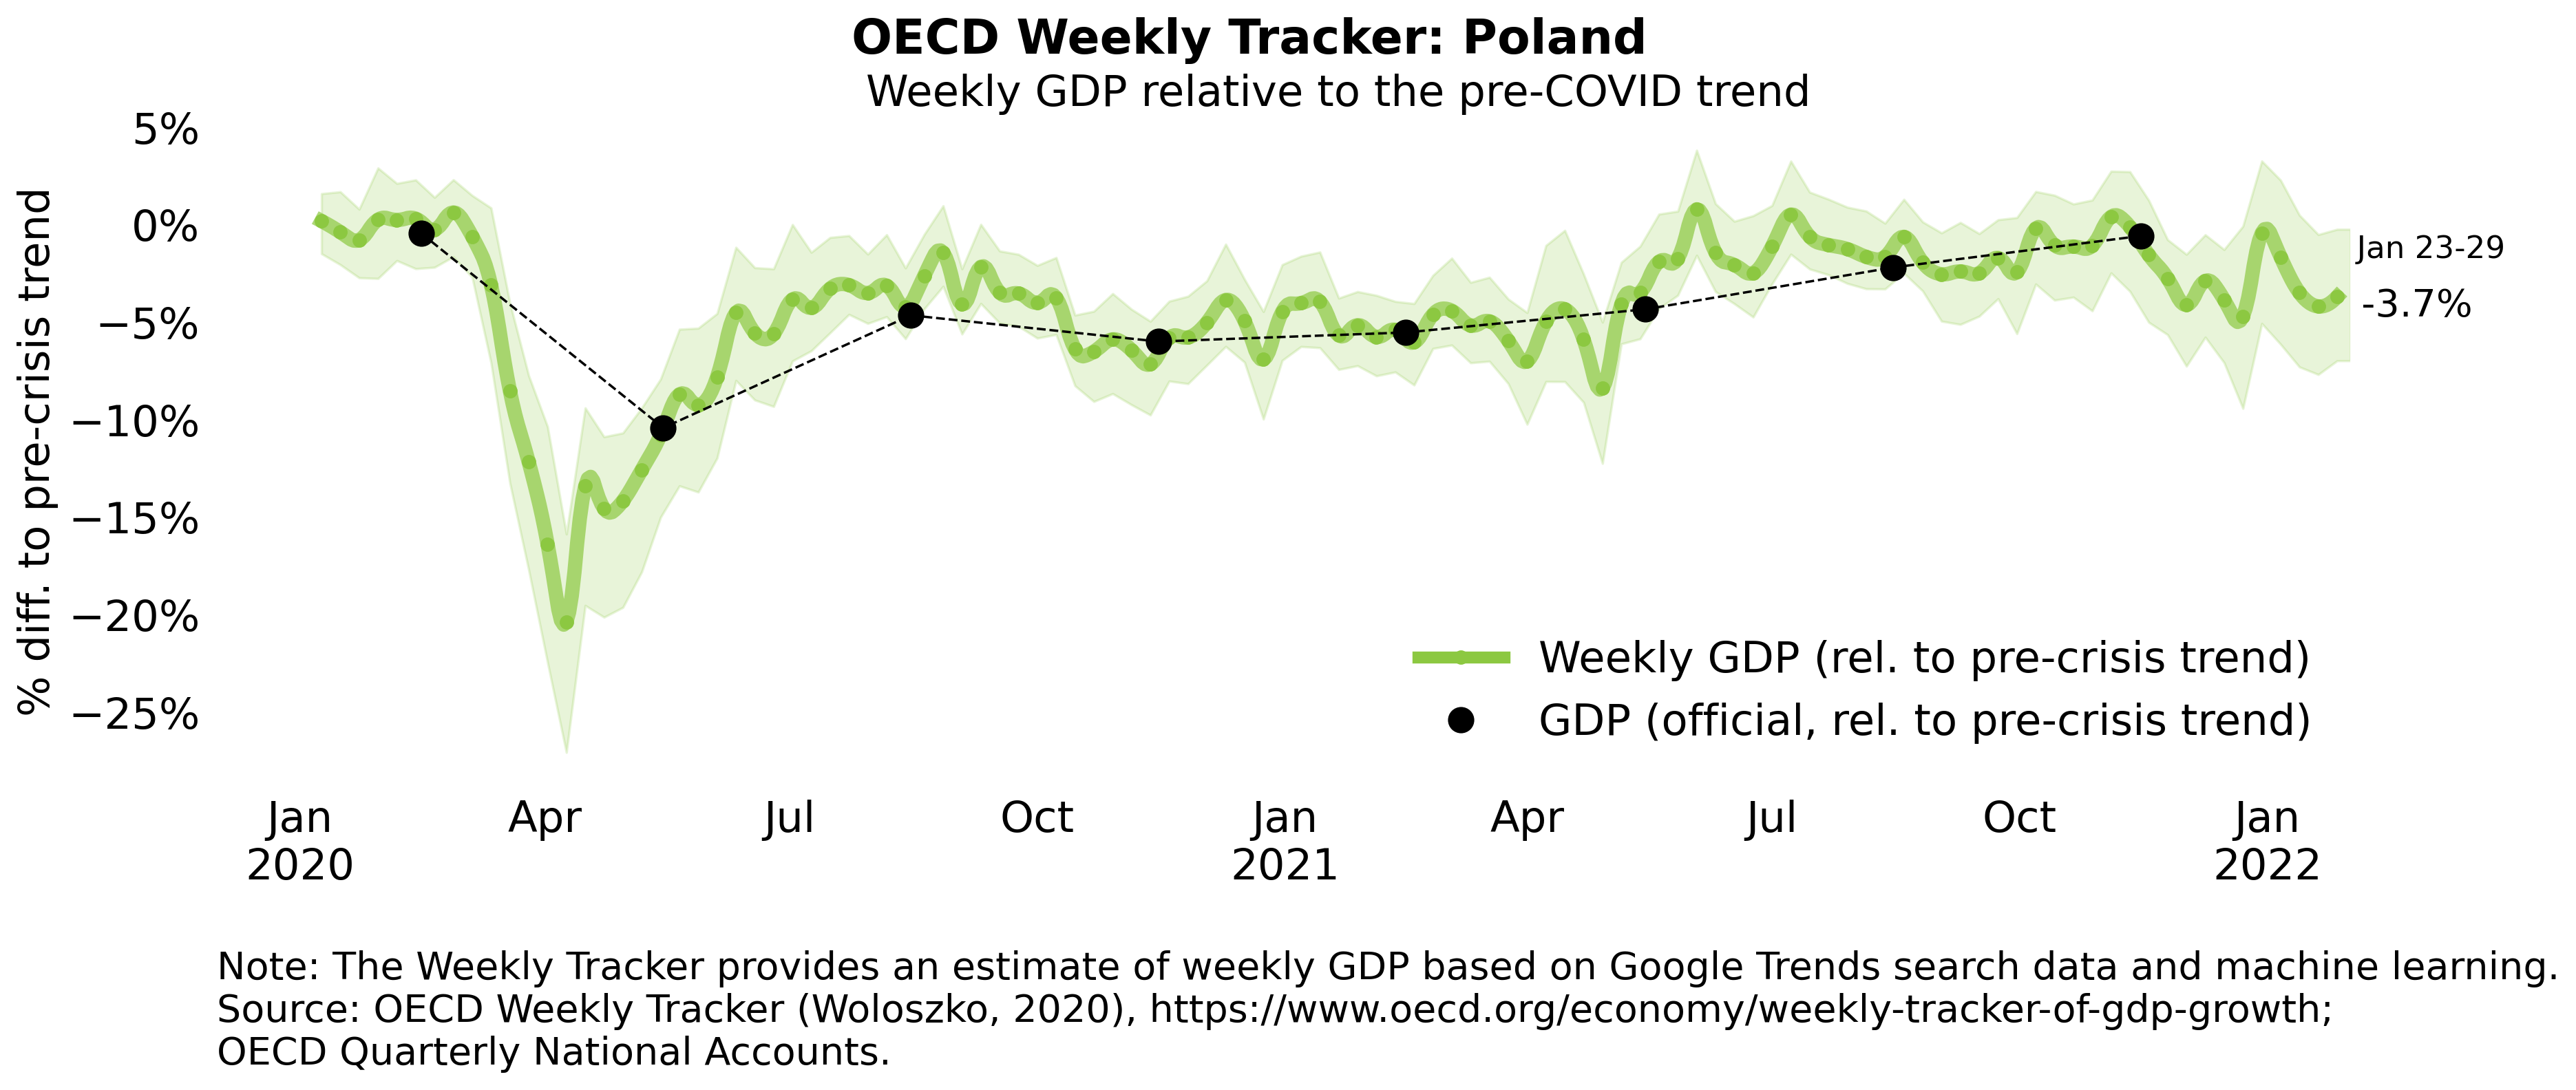 OECD Weekly Tracker: Poland
Weekly GDP relative to the pre-COVID trend
% diff. to pre-crisis trend
5%
0%
−5%
−10%
−15%
−20%
−25%
Jan 23-29
-3.7%
Weekly GDP (rel. to pre-crisis trend)
GDP (official, rel. to pre-crisis trend)
Jan Apr Jul Oct Jan Apr Jul Oct Jan
2020 2021 2022
Note: The Weekly Tracker provides an estimate of weekly GDP based on Google Trends search data and machine learning.
Source: OECD Weekly Tracker (Woloszko, 2020), https://www.oecd.org/economy/weekly-tracker-of-gdp-growth;
OECD Quarterly National Accounts.